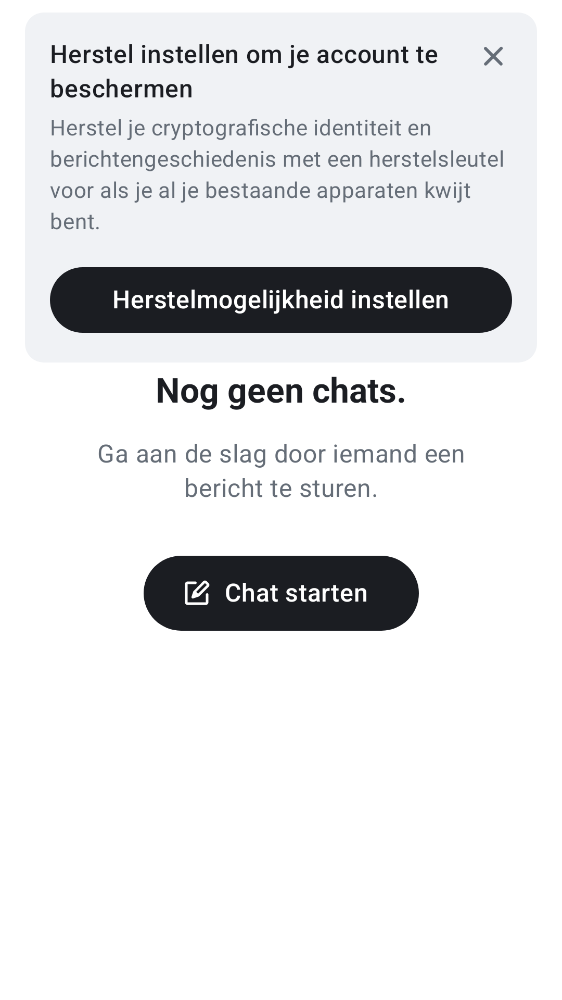 Herstel instellen om je account te
beschermen
Herstel je cryptografische identiteit en
berichtengeschiedenis met een herstelsleutel
voor als je al je bestaande apparaten kwijt
bent.
Herstelmogelijkheid instellen
Nog geen chats.
Ga aan de slag door iemand een
bericht te sturen.
Chat starten